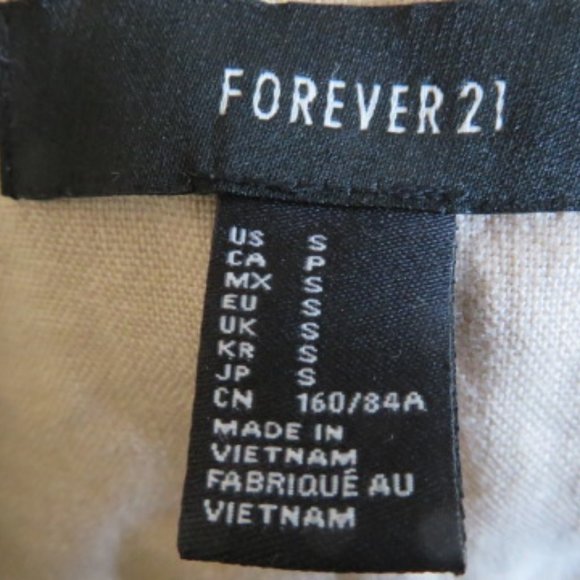 FOREVER 21
US S
CA P
MX S
EU S
UK S
KR S
JP S
CN 160/84A
MADE IN
VIETNAM
FABRIQUÉ AU
VIETNAM